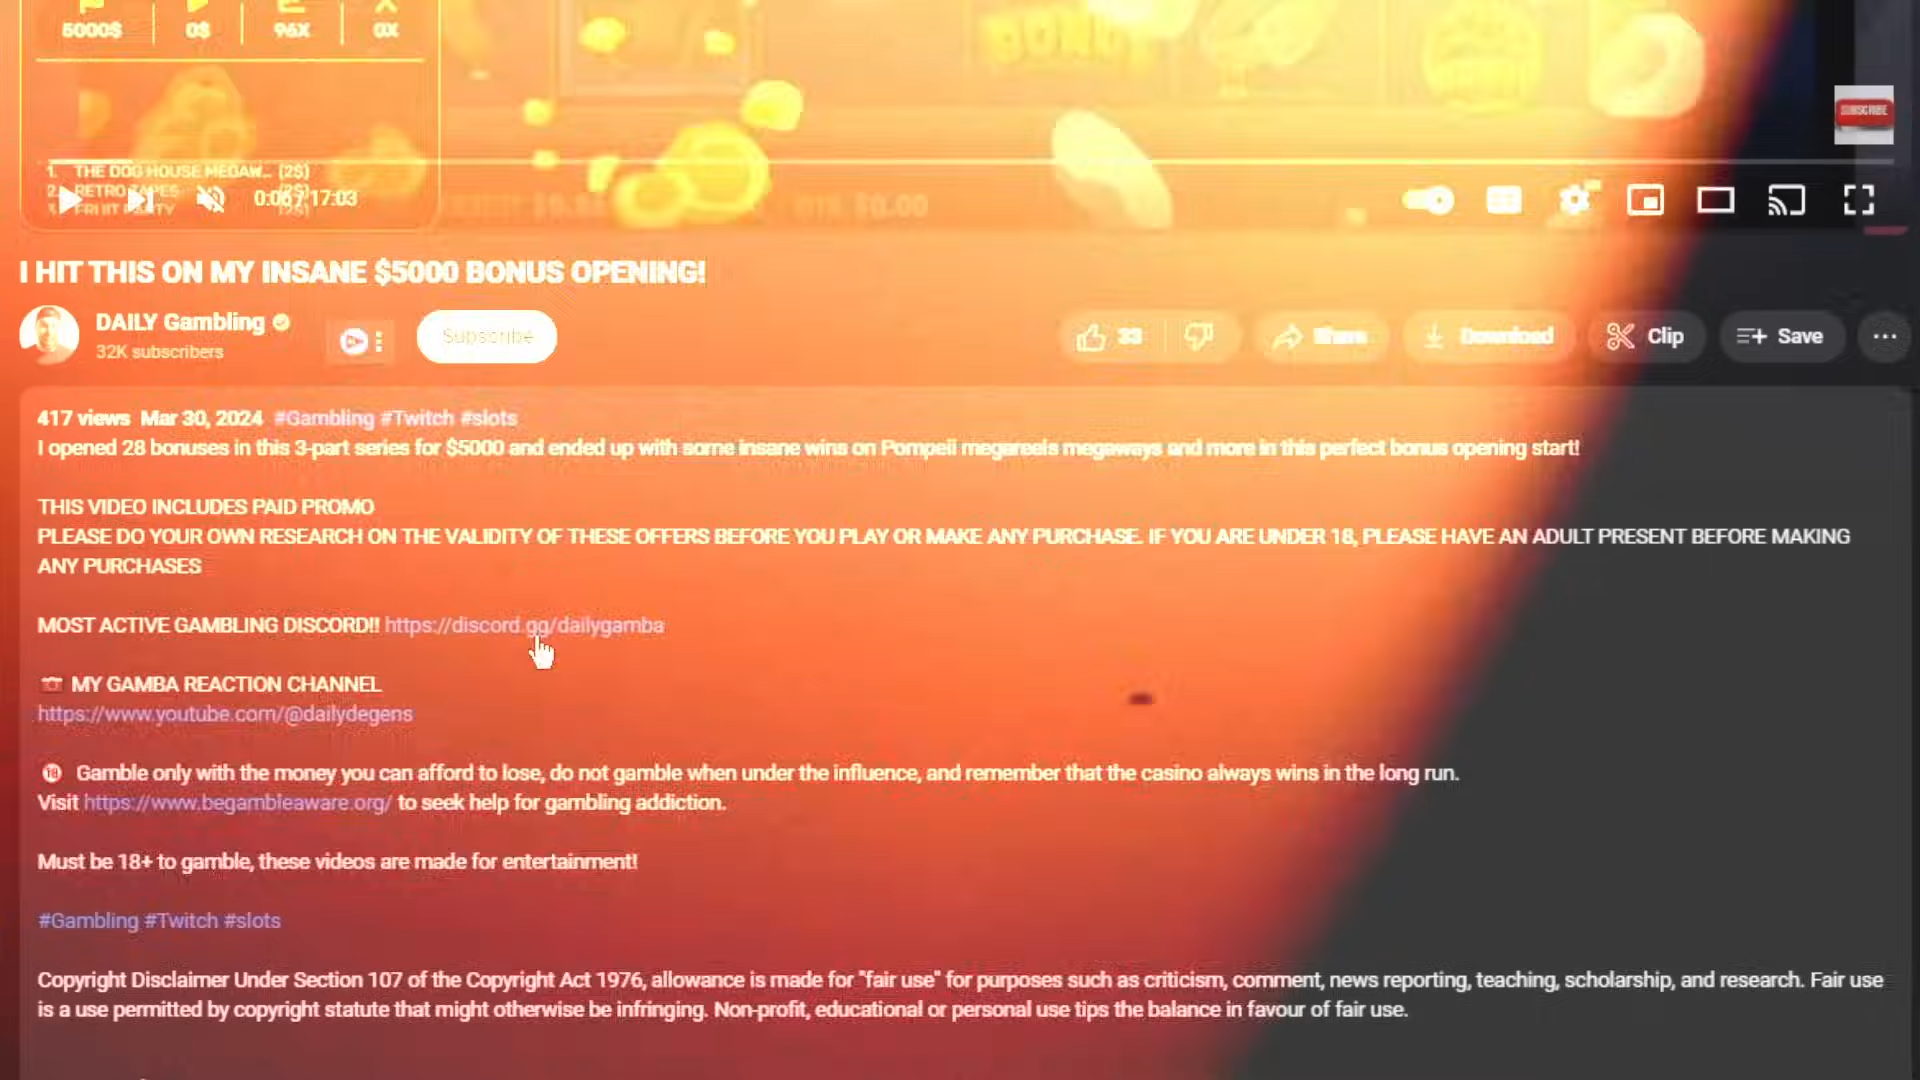 5000$ 0$ 96X 0X
BONUS
SUBSCRIBE
1. THE DOG HOUSE MEGAW... (2$)
2. RETRO TAPES (2$)
3. FRUIT PARTY (2$)
0:06 / 17:03
$0.00
I HIT THIS ON MY INSANE $5000 BONUS OPENING!
DAILY Gambling
32K subscribers
Subscribe
33 Share Download Clip Save
417 views Mar 30, 2024 #Gambling #Twitch #slots
I opened 28 bonuses in this 3-part series for $5000 and ended up with some insane wins on Pompeii megareels megaways and more in this perfect bonus opening start!
THIS VIDEO INCLUDES PAID PROMO
PLEASE DO YOUR OWN RESEARCH ON THE VALIDITY OF THESE OFFERS BEFORE YOU PLAY OR MAKE ANY PURCHASE. IF YOU ARE UNDER 18, PLEASE HAVE AN ADULT PRESENT BEFORE MAKING
ANY PURCHASES
MOST ACTIVE GAMBLING DISCORD!! https://discord.gg/dailygamba
MY GAMBA REACTION CHANNEL
https://www.youtube.com/@dailydegens
🔞 Gamble only with the money you can afford to lose, do not gamble when under the influence, and remember that the casino always wins in the long run.
Visit https://www.begambleaware.org/ to seek help for gambling addiction.
Must be 18+ to gamble, these videos are made for entertainment!
#Gambling #Twitch #slots
Copyright Disclaimer Under Section 107 of the Copyright Act 1976, allowance is made for "fair use" for purposes such as criticism, comment, news reporting, teaching, scholarship, and research. Fair use
is a use permitted by copyright statute that might otherwise be infringing. Non-profit, educational or personal use tips the balance in favour of fair use.